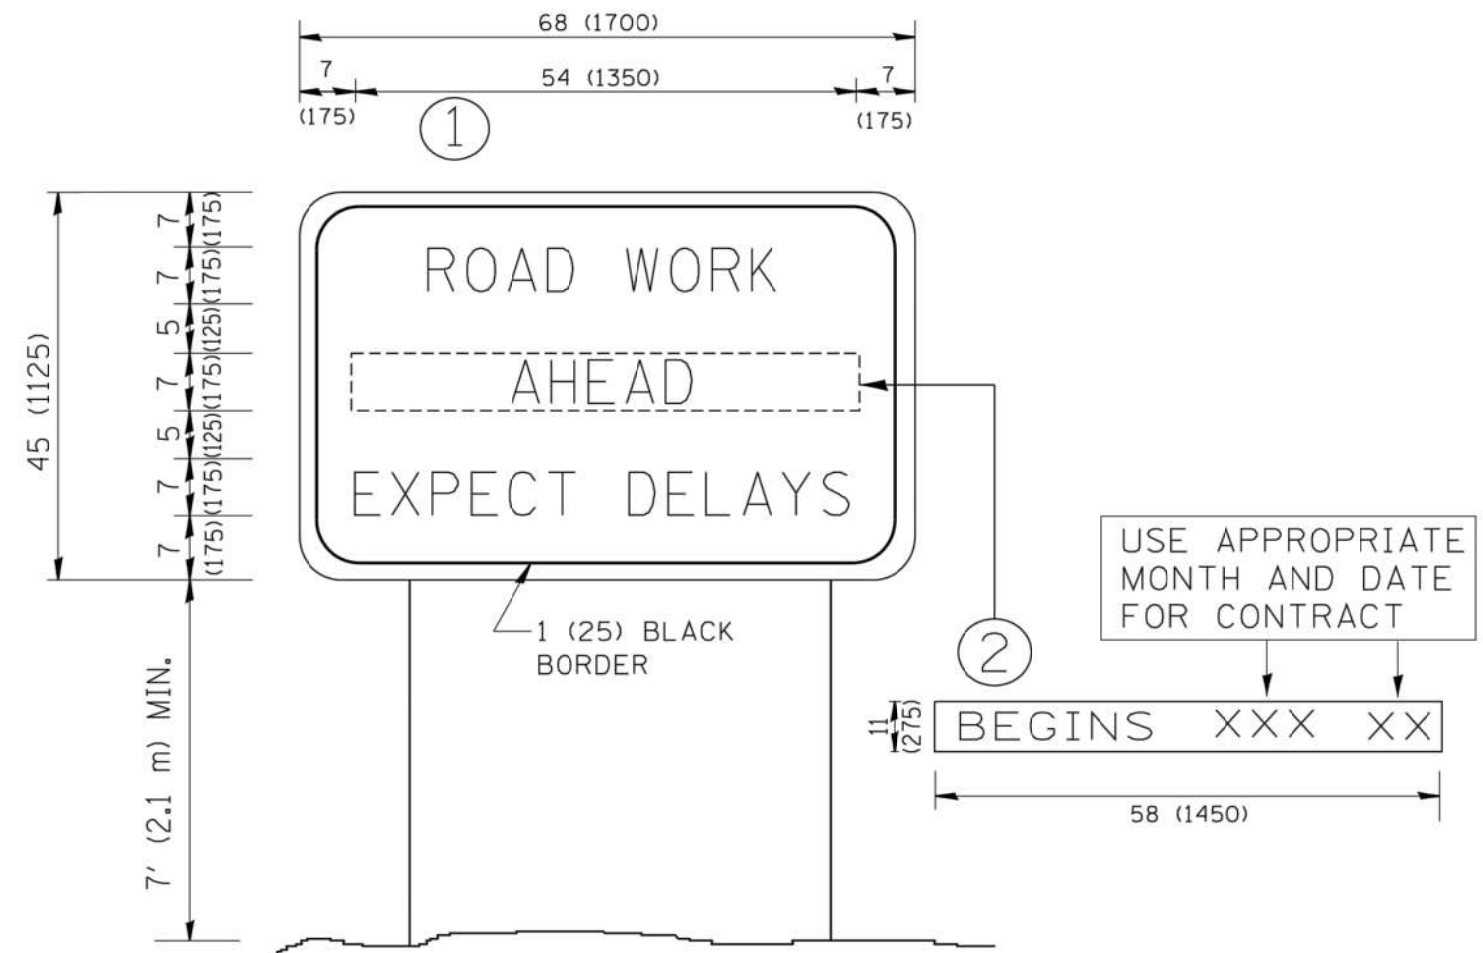 68 (1700)
7
54 (1350)
7
(175)
(175)
1
7
(175)
7
(175)
5
(125)
7
(175)
5
(125)
7
(175)
7
(175)
45 (1125)
ROAD WORK
AHEAD
EXPECT DELAYS
1 (25) BLACK
BORDER
7' (2.1 m) MIN.
2
USE APPROPRIATE
MONTH AND DATE
FOR CONTRACT
11
(275)
BEGINS XXX XX
58 (1450)